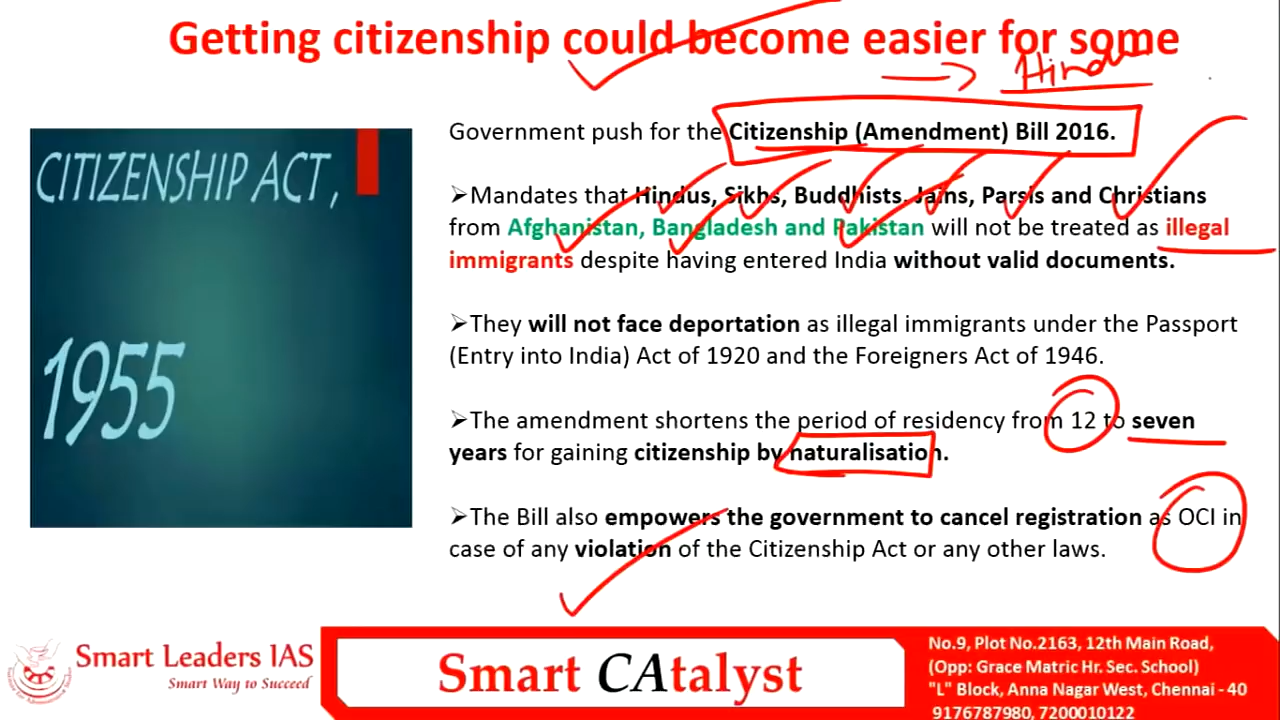 Getting citizenship could become easier for some
Hindu
CITIZENSHIP ACT,
1955
Government push for the Citizenship (Amendment) Bill 2016.
➢Mandates that Hindus, Sikhs, Buddhists, Jains, Parsis and Christians
from Afghanistan, Bangladesh and Pakistan will not be treated as illegal
immigrants despite having entered India without valid documents.
➢They will not face deportation as illegal immigrants under the Passport
(Entry into India) Act of 1920 and the Foreigners Act of 1946.
➢The amendment shortens the period of residency from 12 to seven
years for gaining citizenship by naturalisation.
➢The Bill also empowers the government to cancel registration as OCI in
case of any violation of the Citizenship Act or any other laws.
Smart Leaders IAS
Smart Way to Succeed
Smart CAtalyst
No.9, Plot No.2163, 12th Main Road,
(Opp: Grace Matric Hr. Sec. School)
"L" Block, Anna Nagar West, Chennai - 40
9176787980, 7200010122